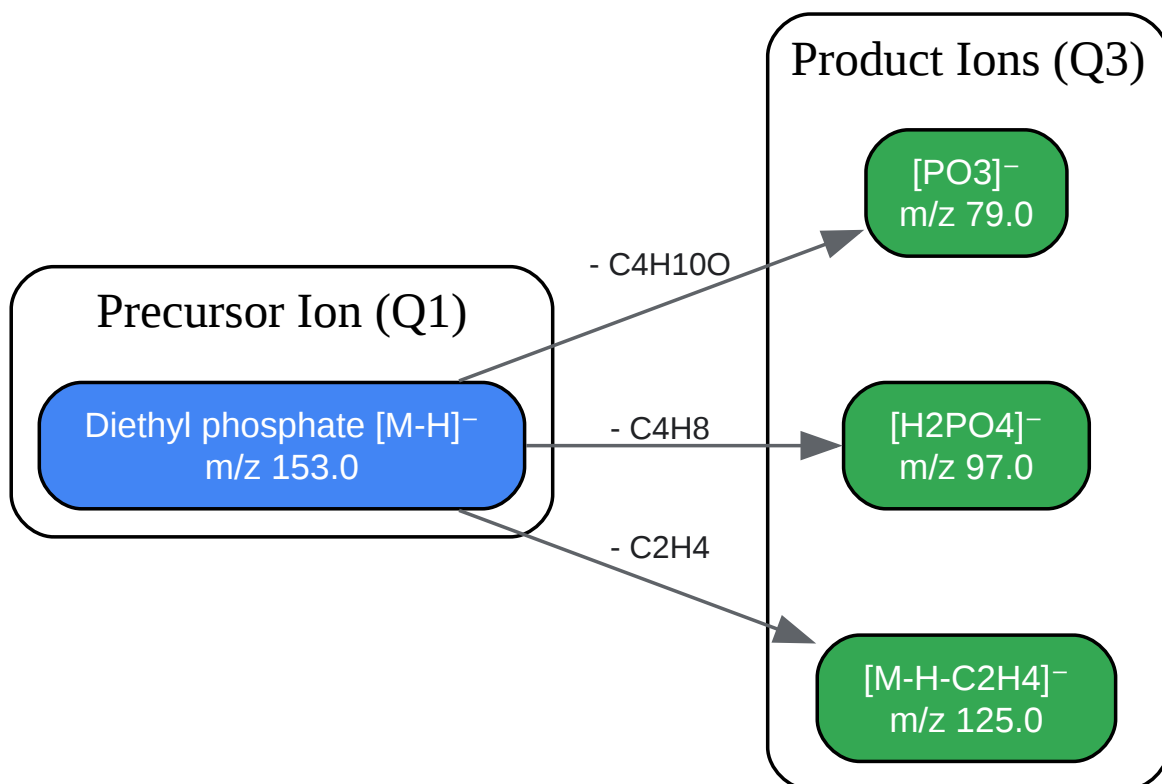 Product Ions (Q3)
[PO3]⁻
m/z 79.0
- C4H10O
Precursor Ion (Q1)
Diethyl phosphate [M-H]⁻
m/z 153.0
- C4H8
[H2PO4]⁻
m/z 97.0
- C2H4
[M-H-C2H4]⁻
m/z 125.0